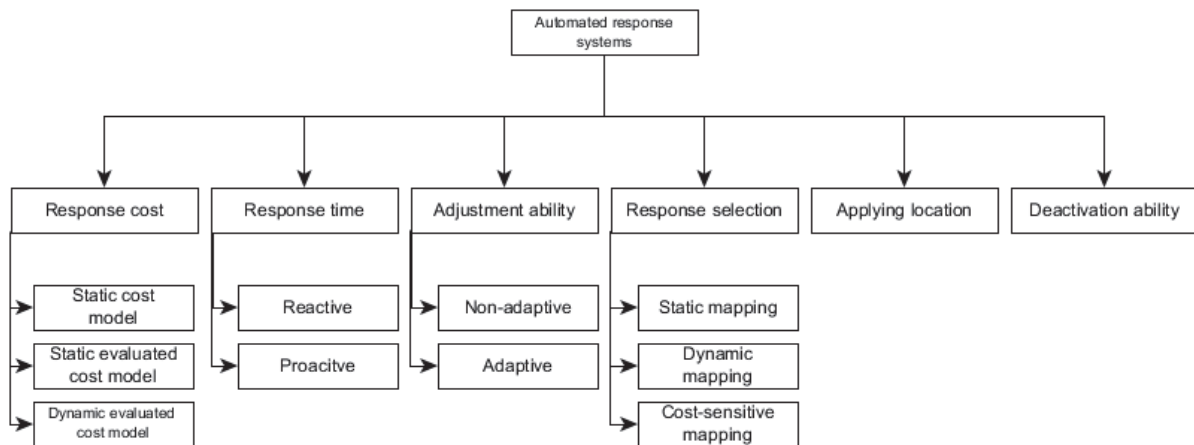 Automated response
systems
Response cost
Response time
Adjustment ability
Response selection
Applying location
Deactivation ability
Static cost
model
Reactive
Non-adaptive
Static mapping
Static evaluated
cost model
Proacitve
Adaptive
Dynamic
mapping
Dynamic evaluated
cost model
Cost-sensitive
mapping